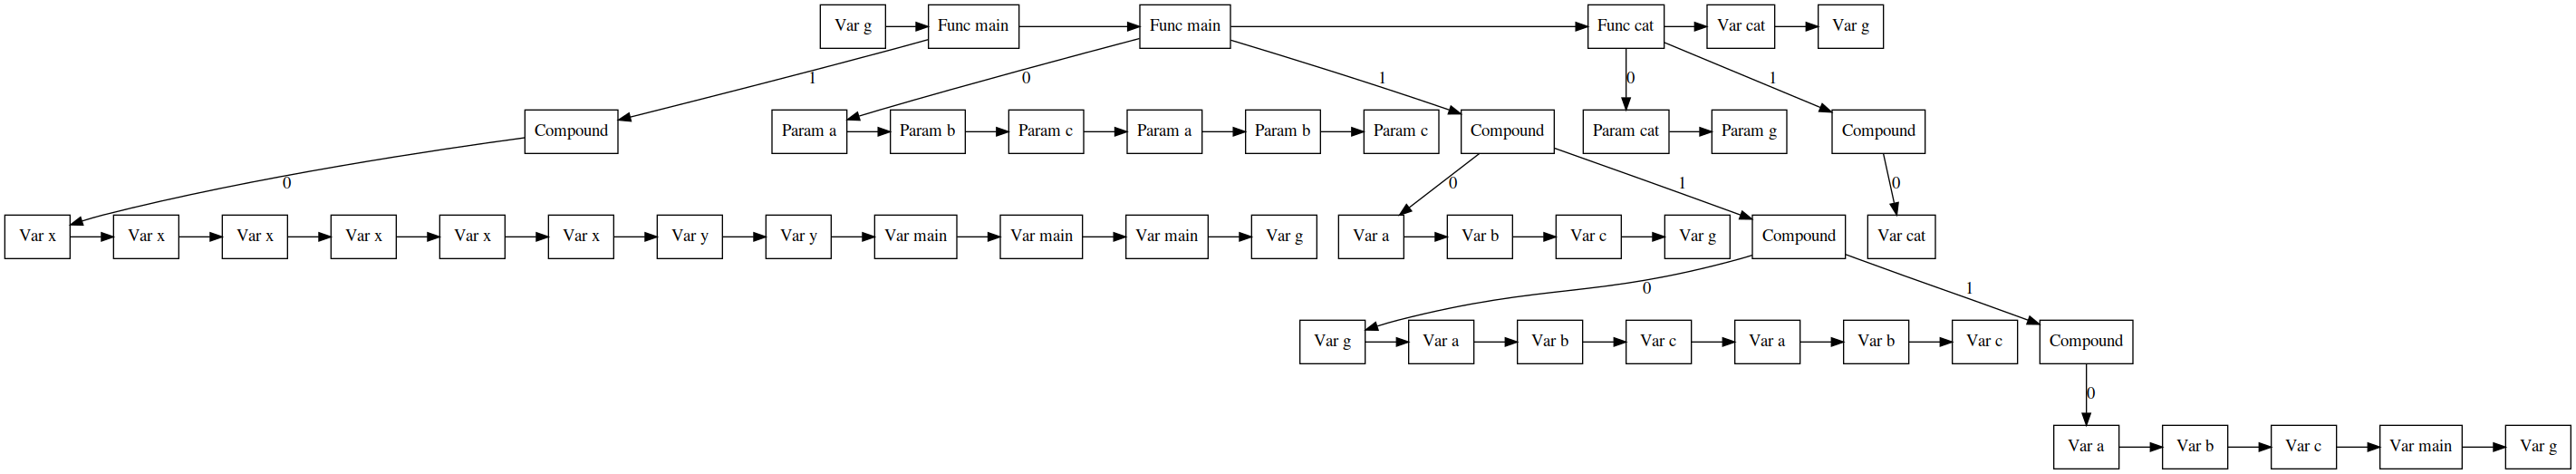 Var g Func main Func main Func cat Var cat Var g
1 0 1 0 1
Compound Param a Param b Param c Param a Param b Param c Compound Param cat Param g Compound
0 0 1 0
Var x Var x Var x Var x Var x Var x Var y Var y Var main Var main Var main Var g Var a Var b Var c Var g Compound Var cat
0 1
Var g Var a Var b Var c Var a Var b Var c Compound
0
Var a Var b Var c Var main Var g